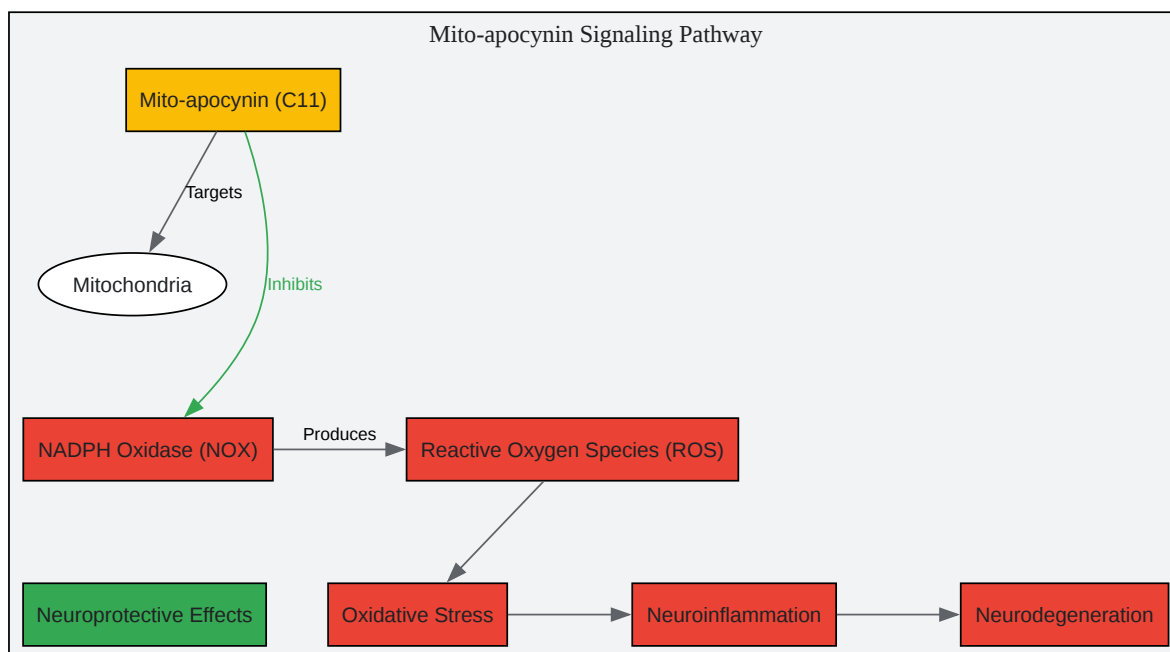 Mito-apocynin Signaling Pathway
Mito-apocynin (C11)
Targets
Mitochondria
Inhibits
NADPH Oxidase (NOX)
Produces
Reactive Oxygen Species (ROS)
Neuroprotective Effects
Oxidative Stress
Neuroinflammation
Neurodegeneration